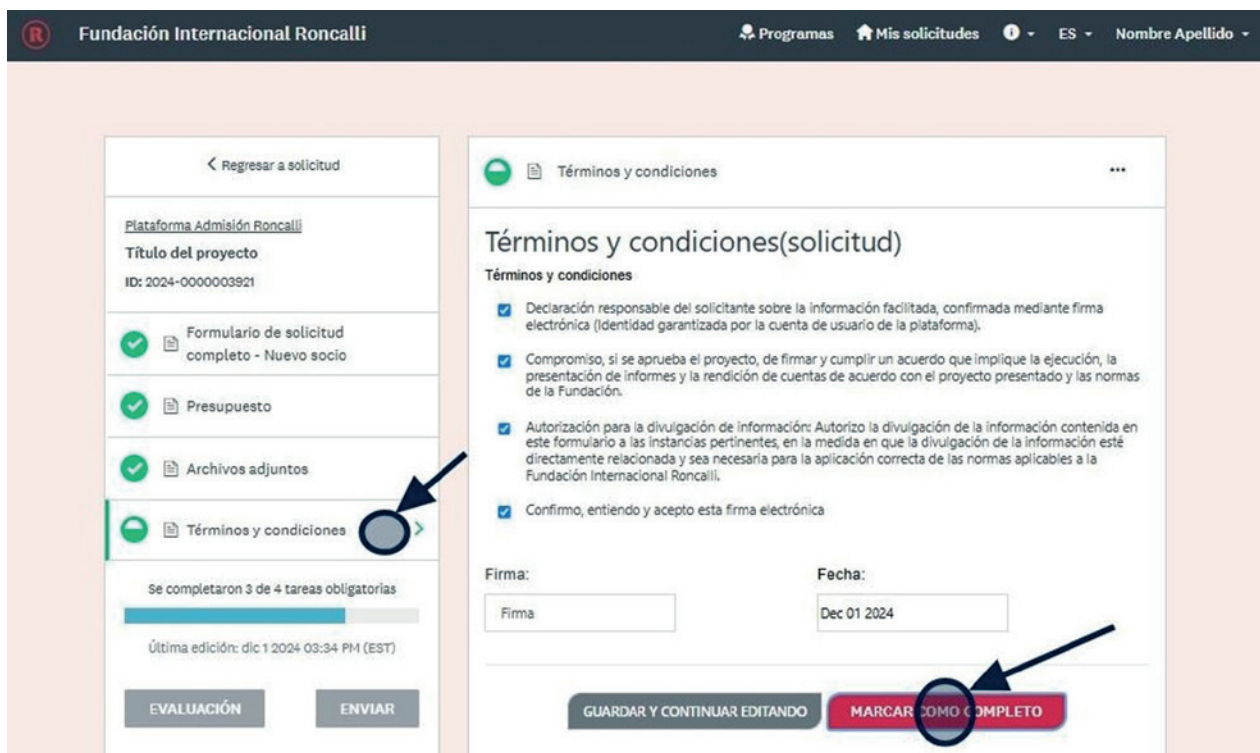 R
Fundación Internacional Roncalli
Programas
Mis solicitudes
ES
Nombre Apellido
Regresar a solicitud
Plataforma Admisión Roncalli
Título del proyecto
ID: 2024-0000003921
Formulario de solicitud
completo - Nuevo socio
Presupuesto
Archivos adjuntos
Términos y condiciones
Se completaron 3 de 4 tareas obligatorias
Última edición: dic 1 2024 03:34 PM (EST)
EVALUACIÓN
ENVIAR
Términos y condiciones
...
Términos y condiciones(solicitud)
Términos y condiciones
Declaración responsable del solicitante sobre la información facilitada, confirmada mediante firma
electrónica (Identidad garantizada por la cuenta de usuario de la plataforma).
Compromiso, si se aprueba el proyecto, de firmar y cumplir un acuerdo que implique la ejecución, la
presentación de informes y la rendición de cuentas de acuerdo con el proyecto presentado y las normas
de la Fundación.
Autorización para la divulgación de información: Autorizo la divulgación de la información contenida en
este formulario a las instancias pertinentes, en la medida en que la divulgación de la información esté
directamente relacionada y sea necesaria para la aplicación correcta de las normas aplicables a la
Fundación Internacional Roncalli.
Confirmo, entiendo y acepto esta firma electrónica
Firma:
Fecha:
Firma
Dec 01 2024
GUARDAR Y CONTINUAR EDITANDO
MARCAR COMO COMPLETO